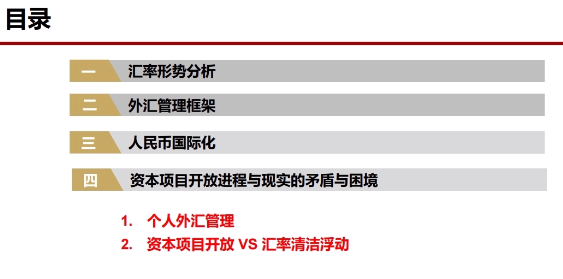 目录
一 汇率形势分析
二 外汇管理框架
三 人民币国际化
四 资本项目开放进程与现实的矛盾与困境
1. 个人外汇管理
2. 资本项目开放 VS 汇率清洁浮动